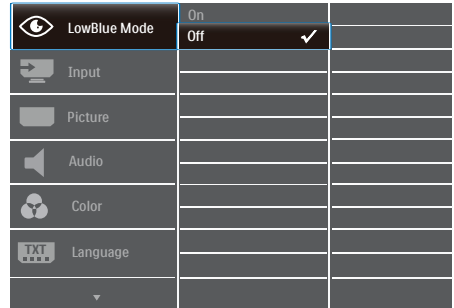 LowBlue Mode
On
Off
Input
Picture
Audio
Color
TXT
Language